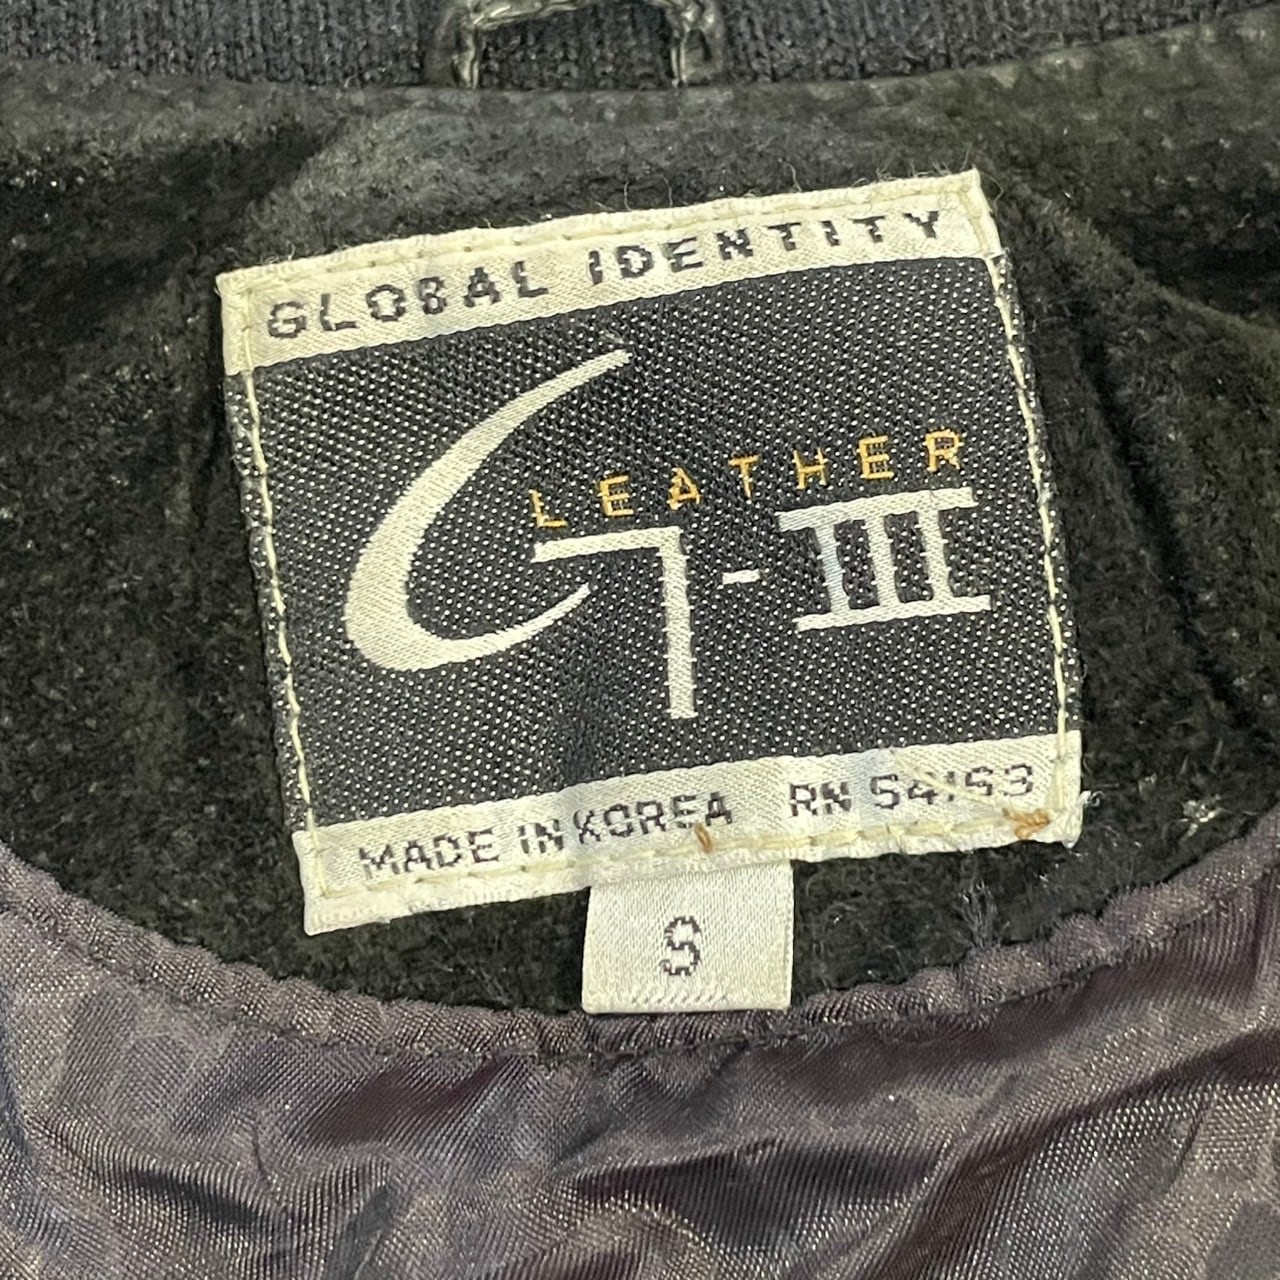 GLOBAL IDENTITY
LEATHER
G-III
MADE IN KOREA RN 54163
S